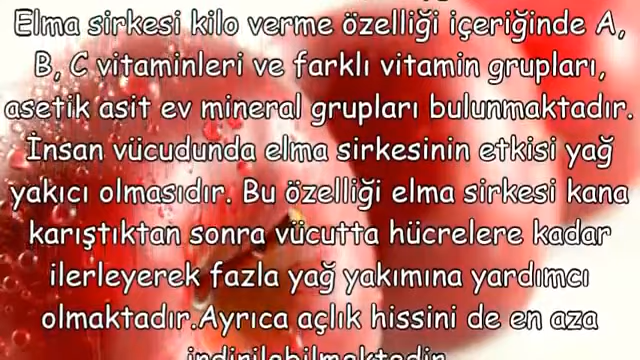 Elma sirkesi kilo verme özelliği içeriğinde A,
B, C vitaminleri ve farklı vitamin grupları,
asetik asit ev mineral grupları bulunmaktadır.
İnsan vücudunda elma sirkesinin etkisi yağ
yakıcı olmasıdır. Bu özelliği elma sirkesi kana
karıştıktan sonra vücutta hücrelere kadar
ilerleyerek fazla yağ yakımına yardımcı
olmaktadır.Ayrıca açlık hissini de en aza
indirilebilmektedir